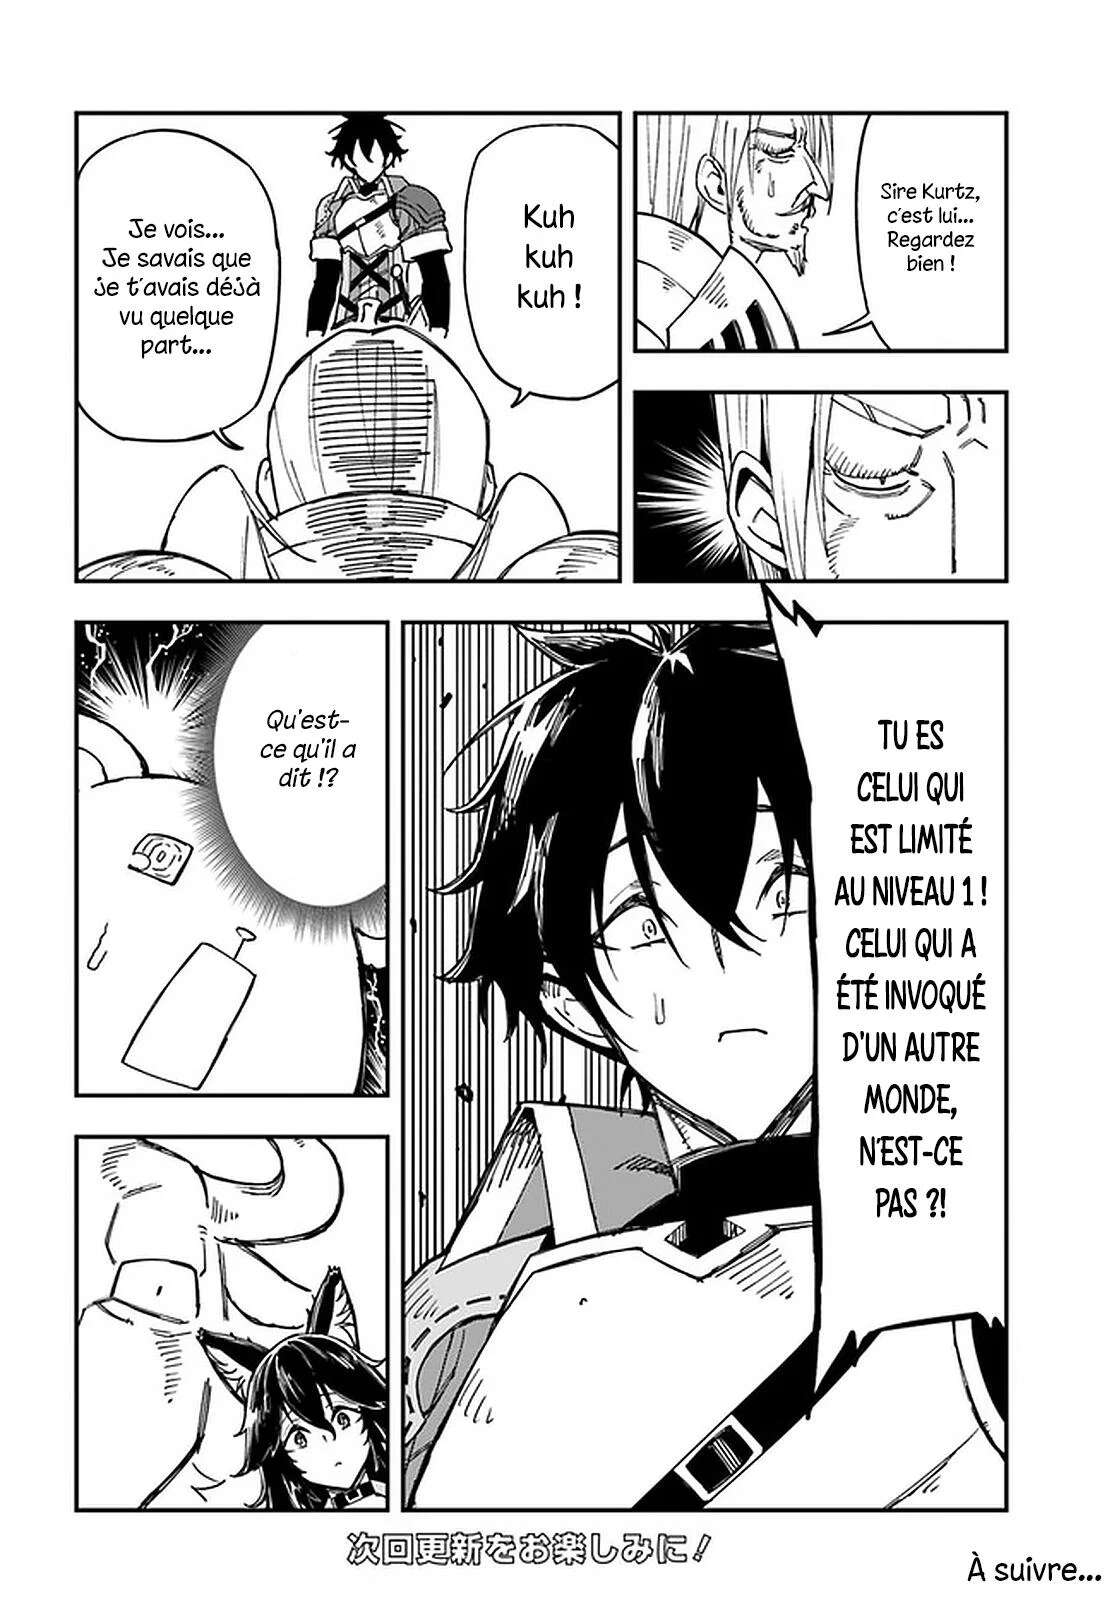 Sire Kurtz,
c'est lui...
Regardez
bien !
Kuh
kuh
kuh !
Je vois...
Je savais que
je t'avais déjà
vu quelque
part...
TU ES
CELUI QUI
EST LIMITÉ
AU NIVEAU 1 !
CELUI QUI A
ÉTÉ INVOQUÉ
D'UN AUTRE
MONDE,
N'EST-CE
PAS ?!
Qu'est-
ce qu'il a
dit !?
次回更新をお楽しみに！
À suivre...